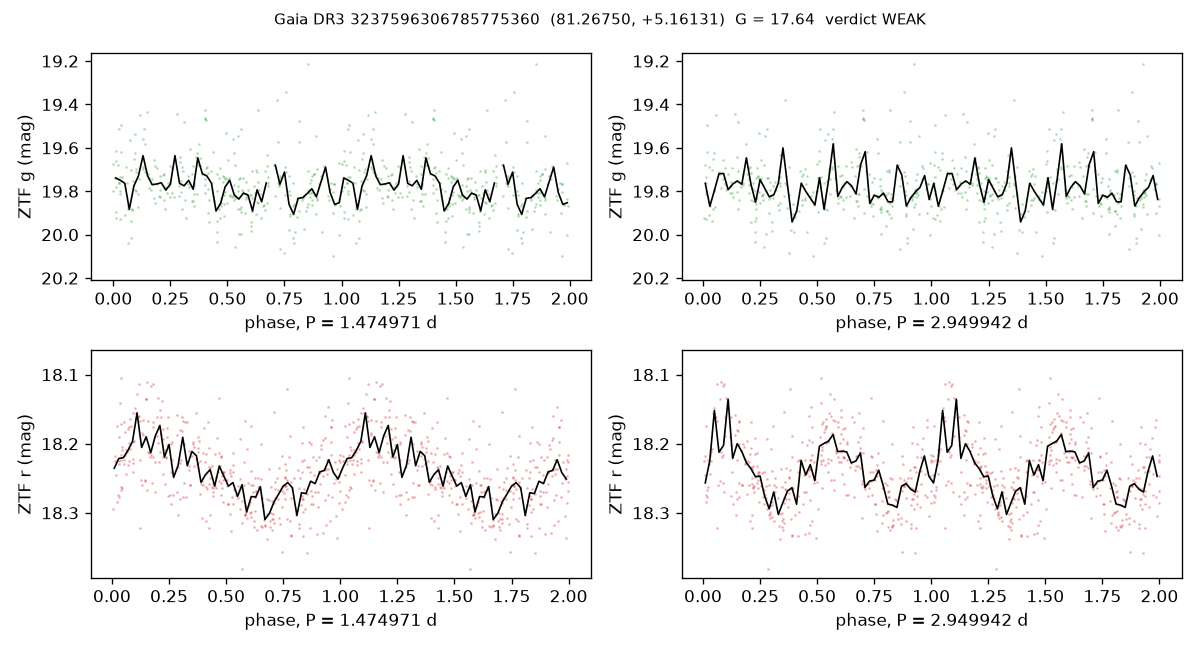 Gaia DR3 3237596306785775360  (81.26750, +5.16131)  G = 17.64  verdict WEAK
ZTF g (mag)
19.2
19.4
19.6
19.8
20.0
20.2
0.00 0.25 0.50 0.75 1.00 1.25 1.50 1.75 2.00
phase, P = 1.474971 d
ZTF g (mag)
19.2
19.4
19.6
19.8
20.0
20.2
0.00 0.25 0.50 0.75 1.00 1.25 1.50 1.75 2.00
phase, P = 2.949942 d
ZTF r (mag)
18.1
18.2
18.3
0.00 0.25 0.50 0.75 1.00 1.25 1.50 1.75 2.00
phase, P = 1.474971 d
ZTF r (mag)
18.1
18.2
18.3
0.00 0.25 0.50 0.75 1.00 1.25 1.50 1.75 2.00
phase, P = 2.949942 d